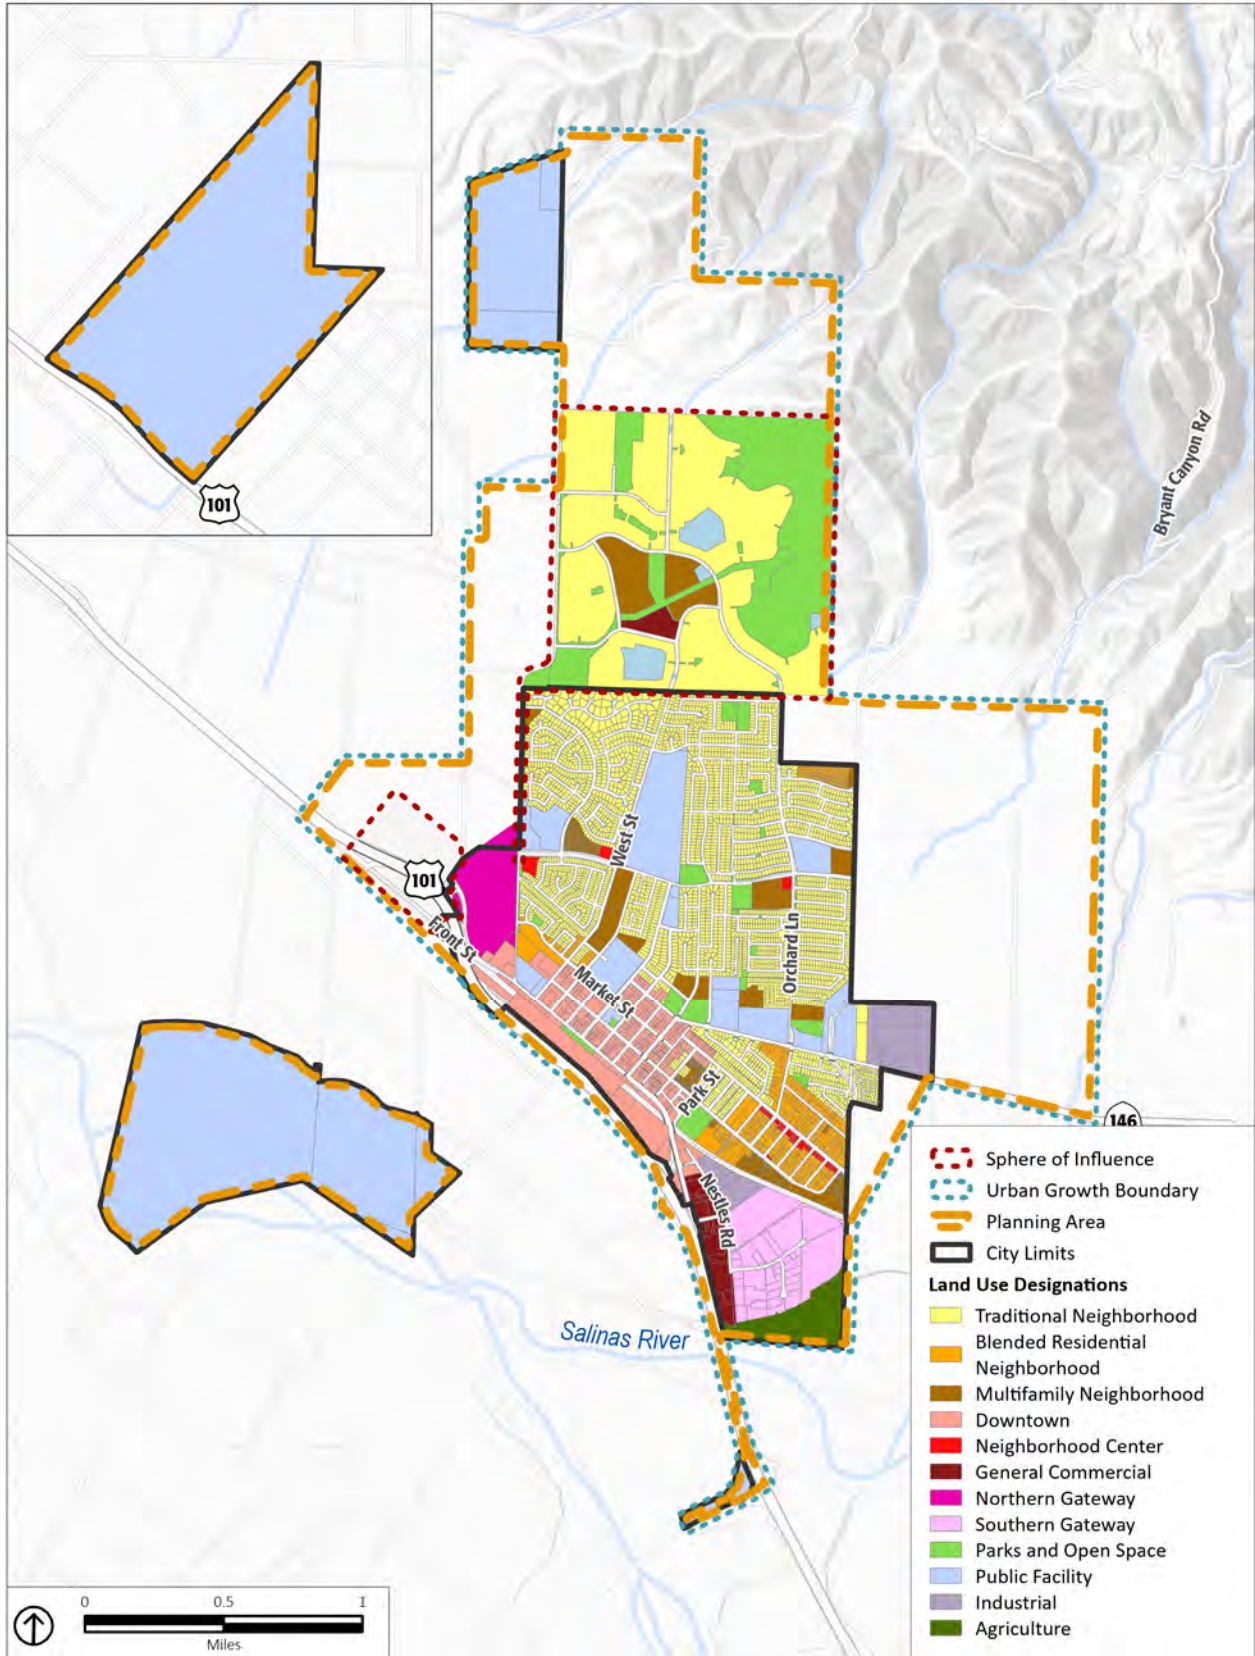 101
Bryant Canyon Rd
West St
101
Front St
Orchard Ln
Market St
Park St
146
Nestles Rd
Salinas River
Sphere of Influence
Urban Growth Boundary
Planning Area
City Limits
Land Use Designations
Traditional Neighborhood
Blended Residential
Neighborhood
Multifamily Neighborhood
Downtown
Neighborhood Center
General Commercial
Northern Gateway
Southern Gateway
Parks and Open Space
Public Facility
Industrial
Agriculture
0 0.5 1
Miles